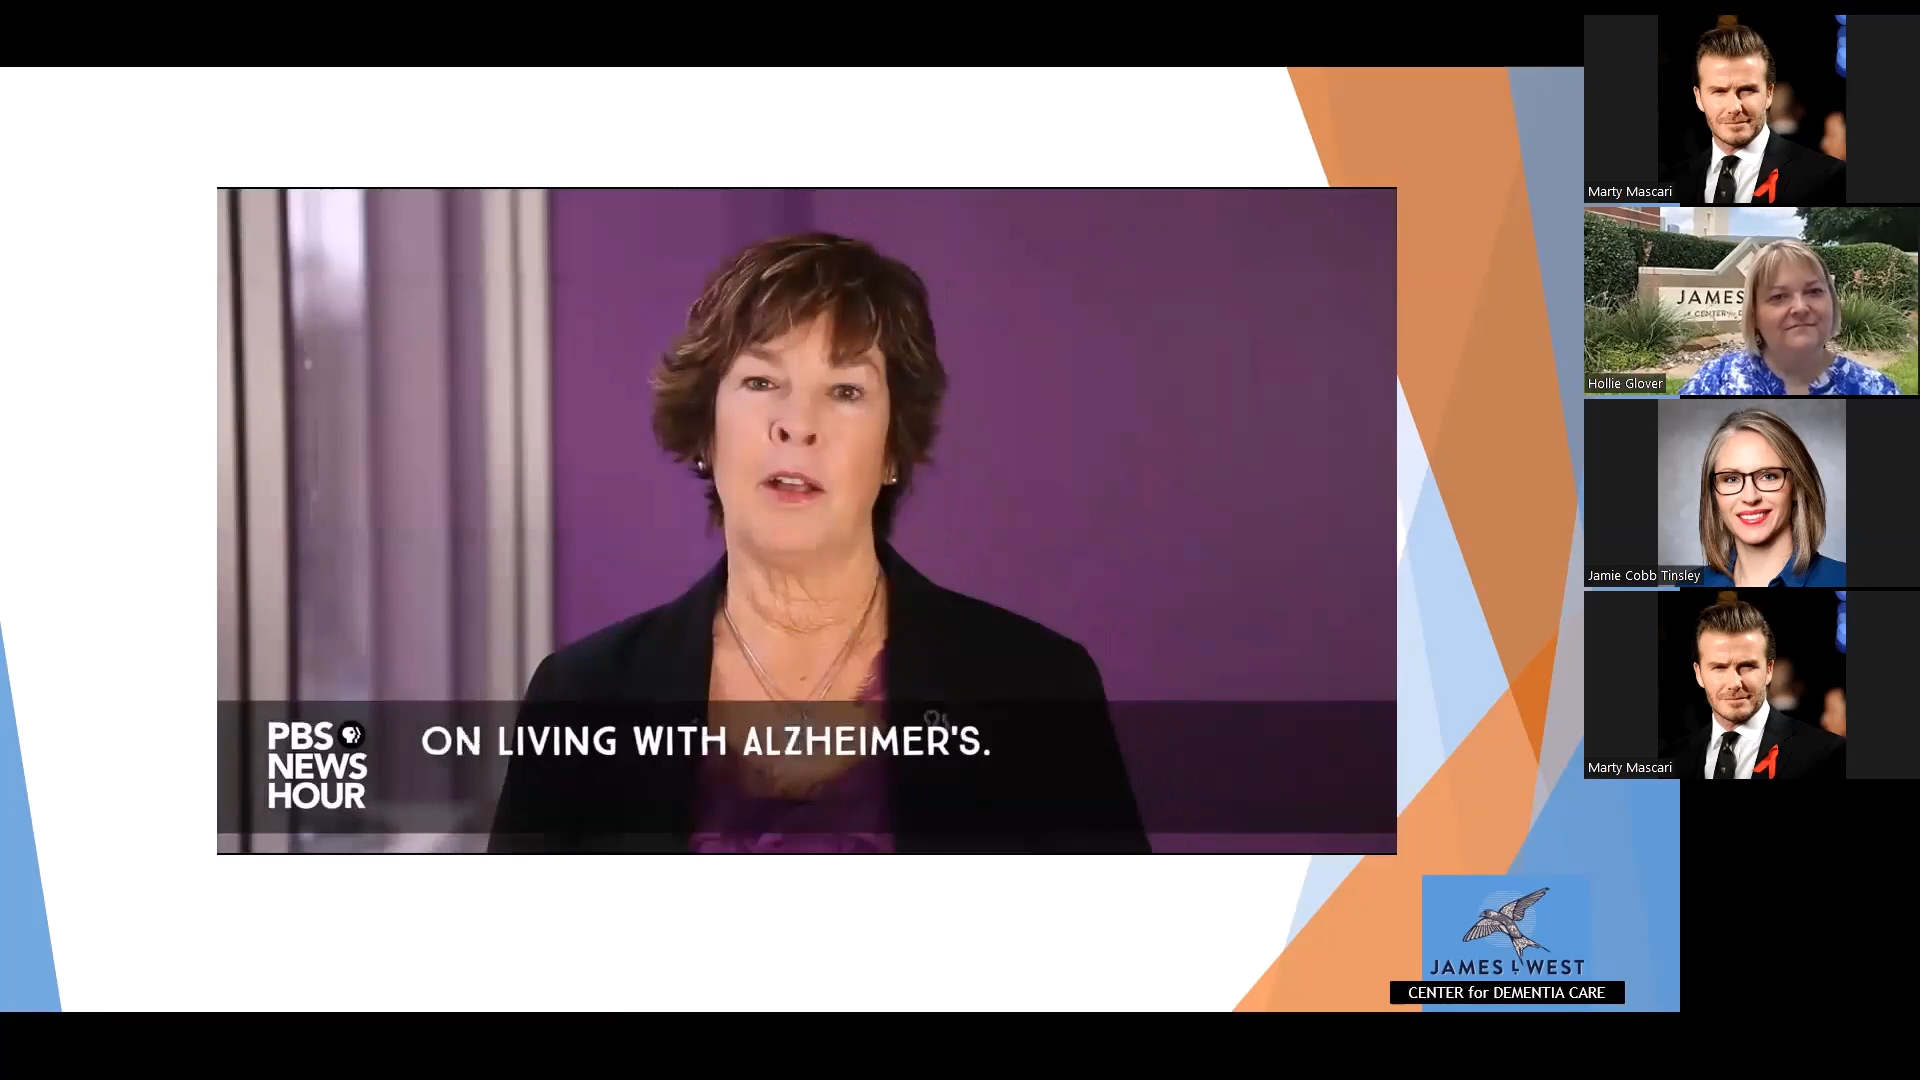 PBS
NEWS
HOUR
ON LIVING WITH ALZHEIMER'S.
JAMES L WEST
CENTER for DEMENTIA CARE
Marty Mascari
JAMES
CENTER
Hollie Glover
Jamie Cobb Tinsley
Marty Mascari